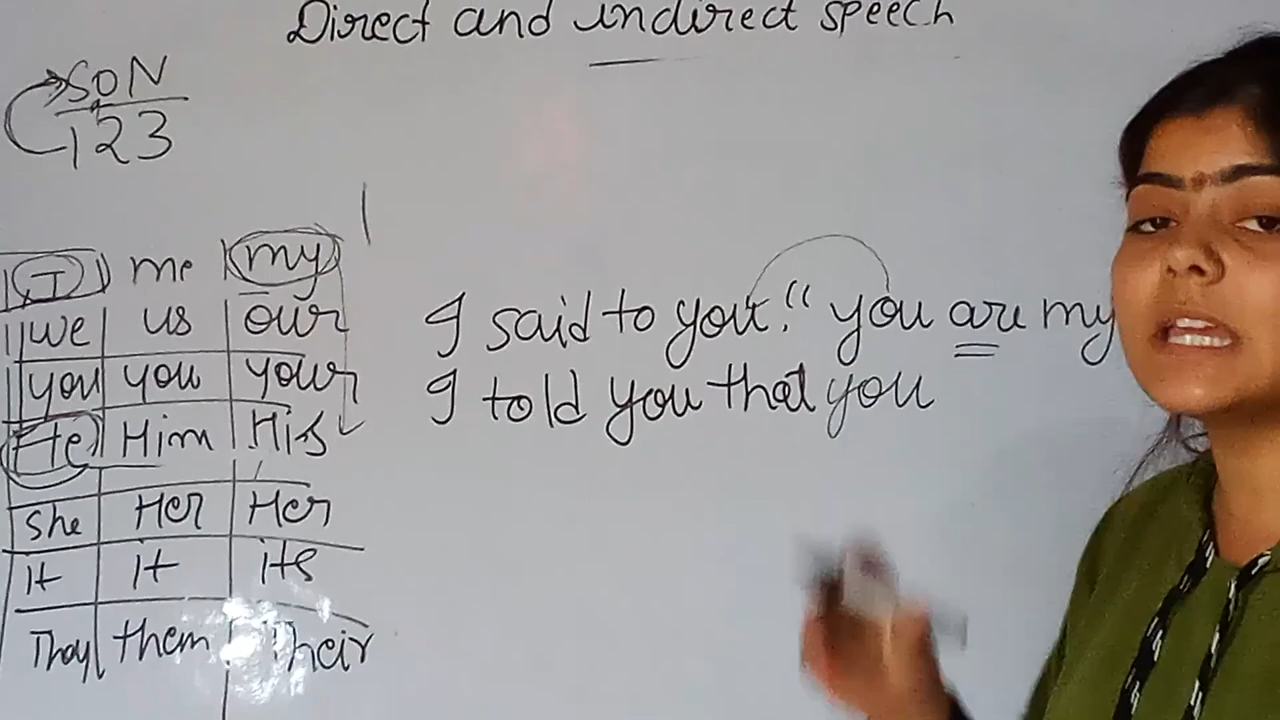 Direct and indirect speech
SON
123
I me my
we us our
you you your
He Him His
She Her Her
It it its
They them Their
I said to you." you are my
I told you that you